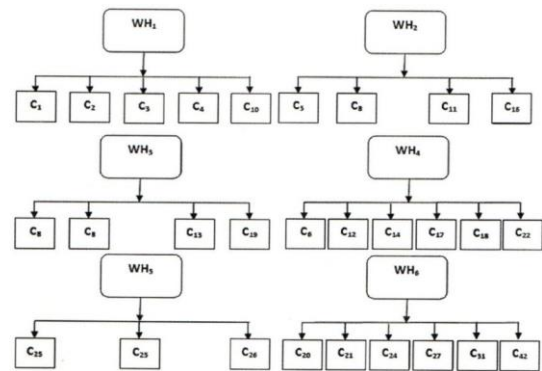 WH₁ WH₂
C₁ C₂ C₃ C₄ C₁₀ C₅ C₈ C₁₁ C₁₆
WH₃ WH₄
C₈ C₉ C₁₃ C₁₉ C₆ C₁₂ C₁₄ C₁₇ C₁₈ C₂₂
WH₅ WH₆
C₂₅ C₂₅ C₂₆ C₂₀ C₂₁ C₂₄ C₂₇ C₃₁ C₄₂